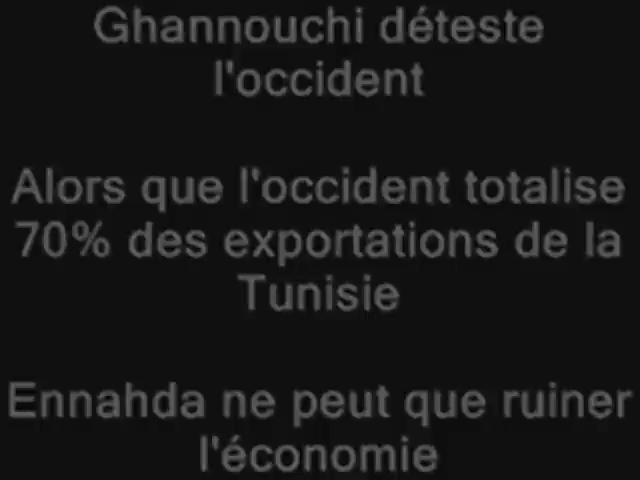 Ghannouchi déteste
l'occident
Alors que l'occident totalise
70% des exportations de la
Tunisie
Ennahda ne peut que ruiner
l'économie